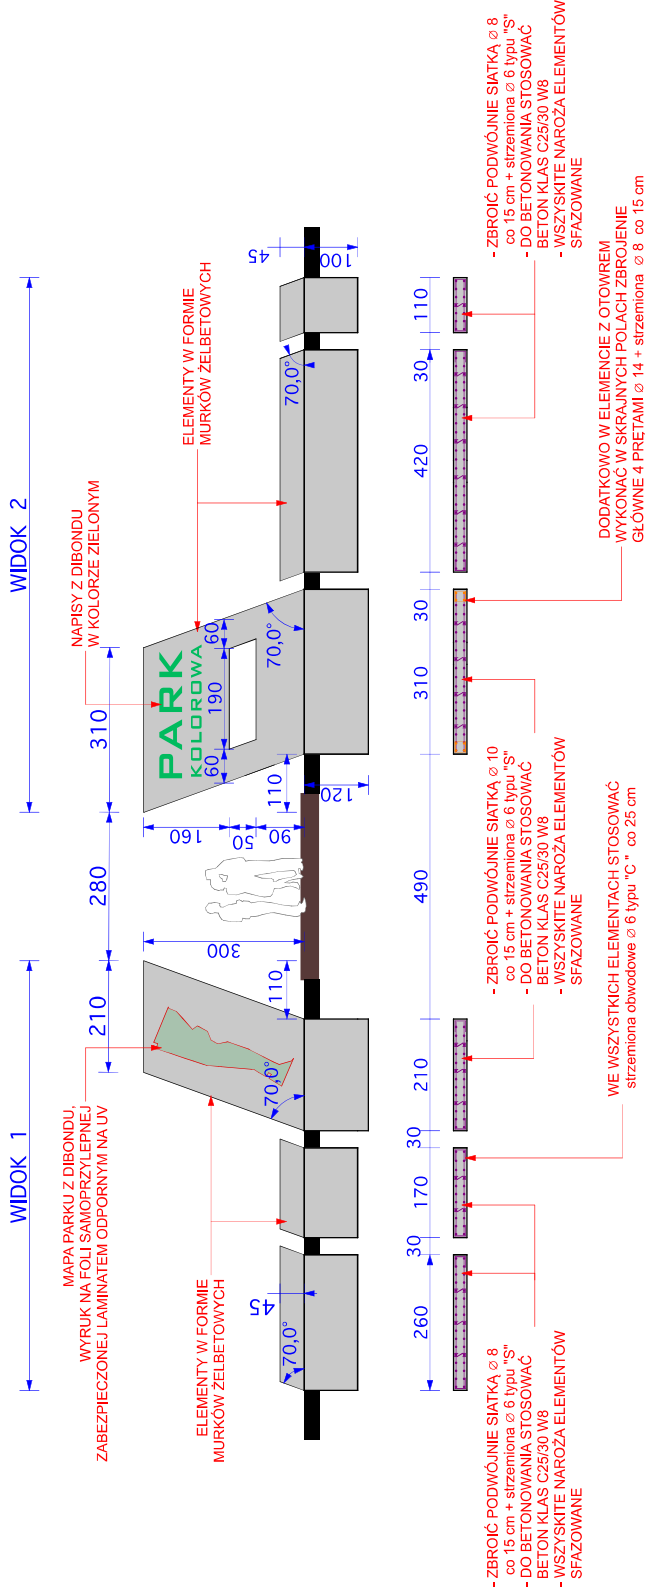 WIDOK 1
WIDOK 2
MAPA PARKU Z DIBONDU,
WYRUK NA FOLI SAMOPRZYLEPNEJ
ZABEZPIECZONEJ LAMINATEM ODPORNYM NA UV
NAPISY Z DIBONDU
W KOLORZE ZIELONYM
210
280
310
ELEMENTY W FORMIE
MURKÓW ŻELBETOWYCH
ELEMENTY W FORMIE
MURKÓW ŻELBETOWYCH
PARK
KOLOROWA
300
160
50
90
60
190
60
110
110
120
45
45
100
70,0°
70,0°
70,0°
70,0°
260
30
170
30
210
490
310
30
420
30
110
- ZBROIĆ PODWÓJNIE SIATKĄ ⌀ 8
co 15 cm + strzemiona ⌀ 6 typu "S"
- DO BETONOWANIA STOSOWAĆ
BETON KLAS C25/30 W8
- WSZYSKITE NAROŻA ELEMENTÓW
SFAZOWANE
- ZBROIĆ PODWÓJNIE SIATKĄ ⌀ 10
co 15 cm + strzemiona ⌀ 6 typu "S"
- DO BETONOWANIA STOSOWAĆ
BETON KLAS C25/30 W8
- WSZYSKITE NAROŻA ELEMENTÓW
SFAZOWANE
- ZBROIĆ PODWÓJNIE SIATKĄ ⌀ 8
co 15 cm + strzemiona ⌀ 6 typu "S"
- DO BETONOWANIA STOSOWAĆ
BETON KLAS C25/30 W8
- WSZYSKITE NAROŻA ELEMENTÓW
SFAZOWANE
WE WSZYSTKICH ELEMENTACH STOSOWAĆ
strzemiona obwodowe ⌀ 6 typu "C " co 25 cm
DODATKOWO W ELEMENCIE Z OTOWREM
WYKONAĆ W SKRAJNYCH POLACH ZBROJENIE
GŁÓWNE 4 PRĘTAMI ⌀ 14 + strzemiona ⌀ 8 co 15 cm